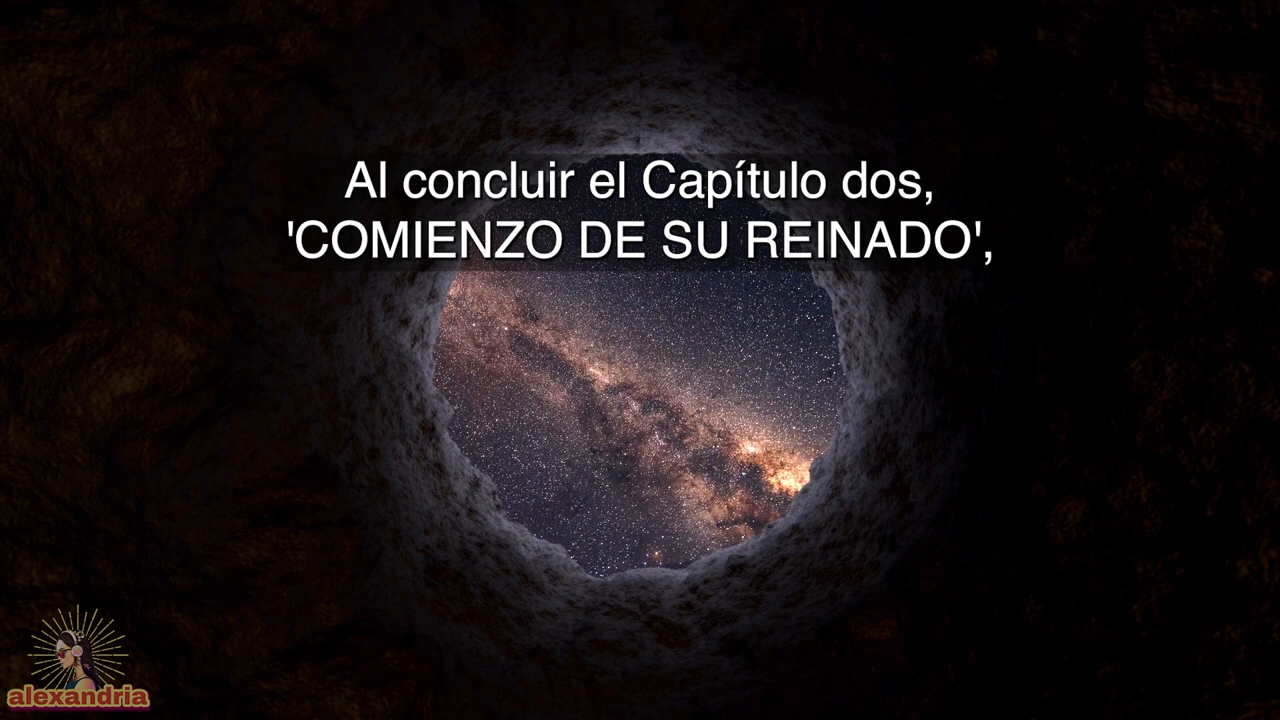 Al concluir el Capítulo dos,
'COMIENZO DE SU REINADO',
alexandria